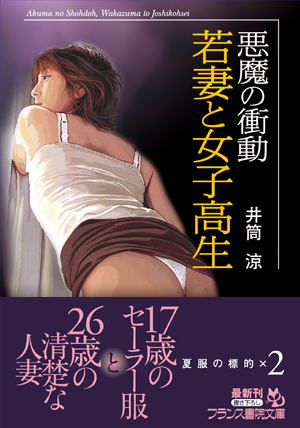 Akuma no Shohdoh, Wakazuma to Joshikohsei
悪魔の衝動
若妻と女子高生
井筒 涼
17歳の
セーラー服
と
26歳の
清楚な
人妻
夏服の標的×2
最新刊
書き下ろし
フランス書院文庫